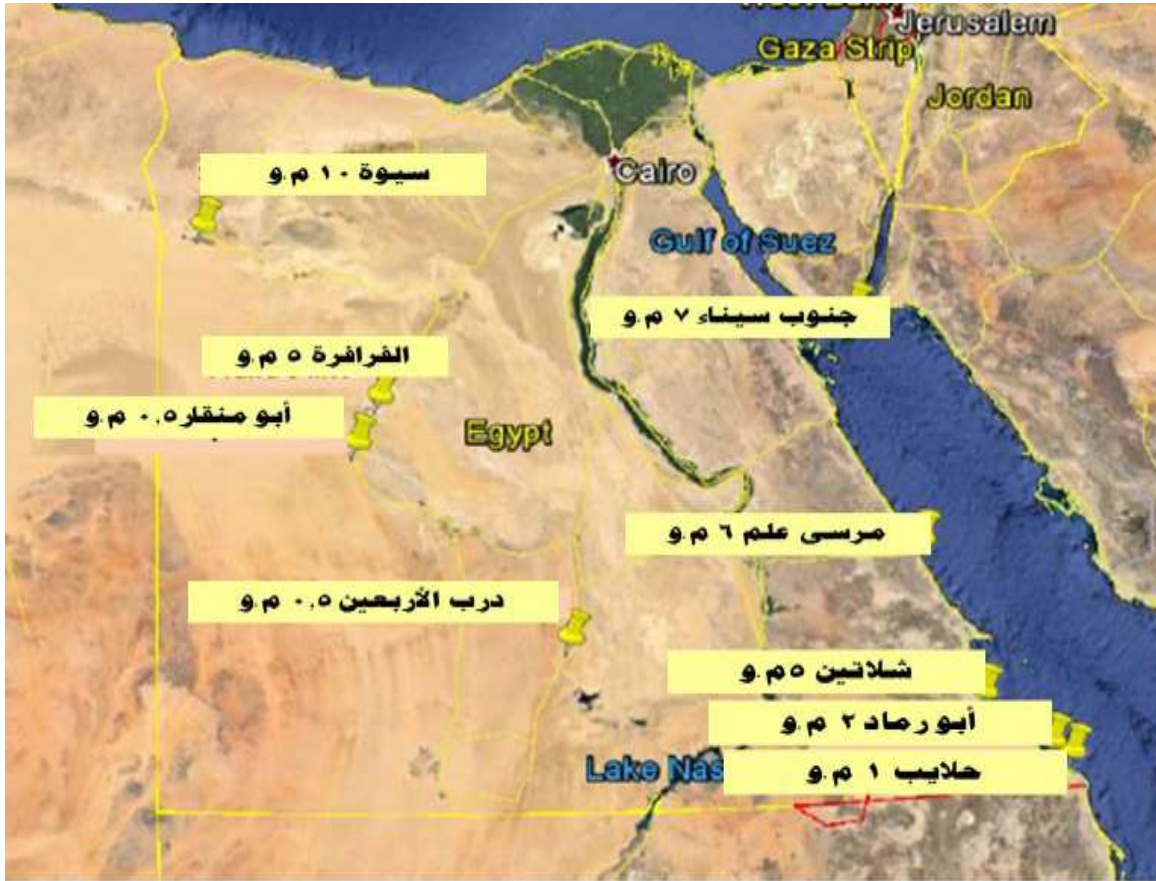 Jerusalem
Gaza Strip
Jordan
سيوة ١٠ م.و
Cairo
Gulf of Suez
جنوب سيناء ٧ م.و
الفرافرة ٥ م.و
أبو منقار ٠,٥ م.و
Egypt
مرسى علم ٦ م.و
درب الأربعين ٠,٥ م.و
شلاتين ٥ م.و
أبو رماد ٢ م.و
Lake Nas
حلايب ١ م.و